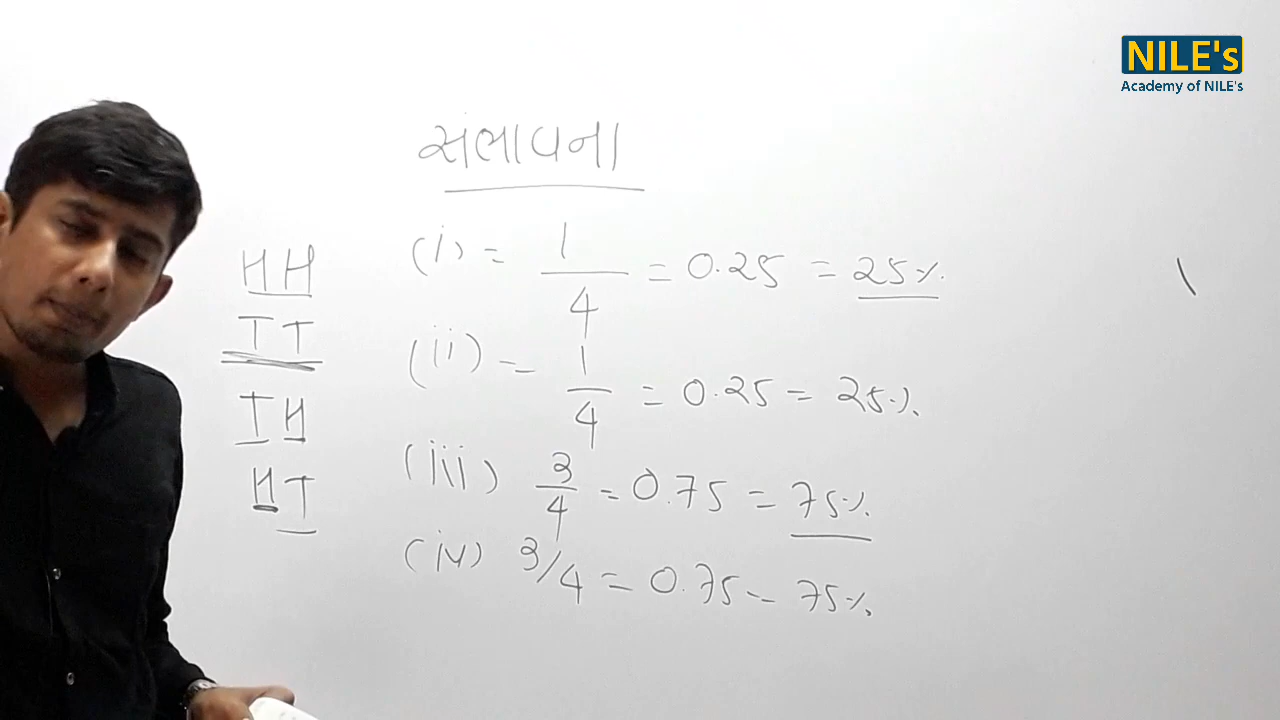 NILE's
Academy of NILE's
સંભાવના
HH
TT
TH
HT
(i) = 1/4 = 0.25 = 25%.
(ii) = 1/4 = 0.25 = 25%.
(iii) 3/4 = 0.75 = 75%.
(iv) 3/4 = 0.75 = 75%.